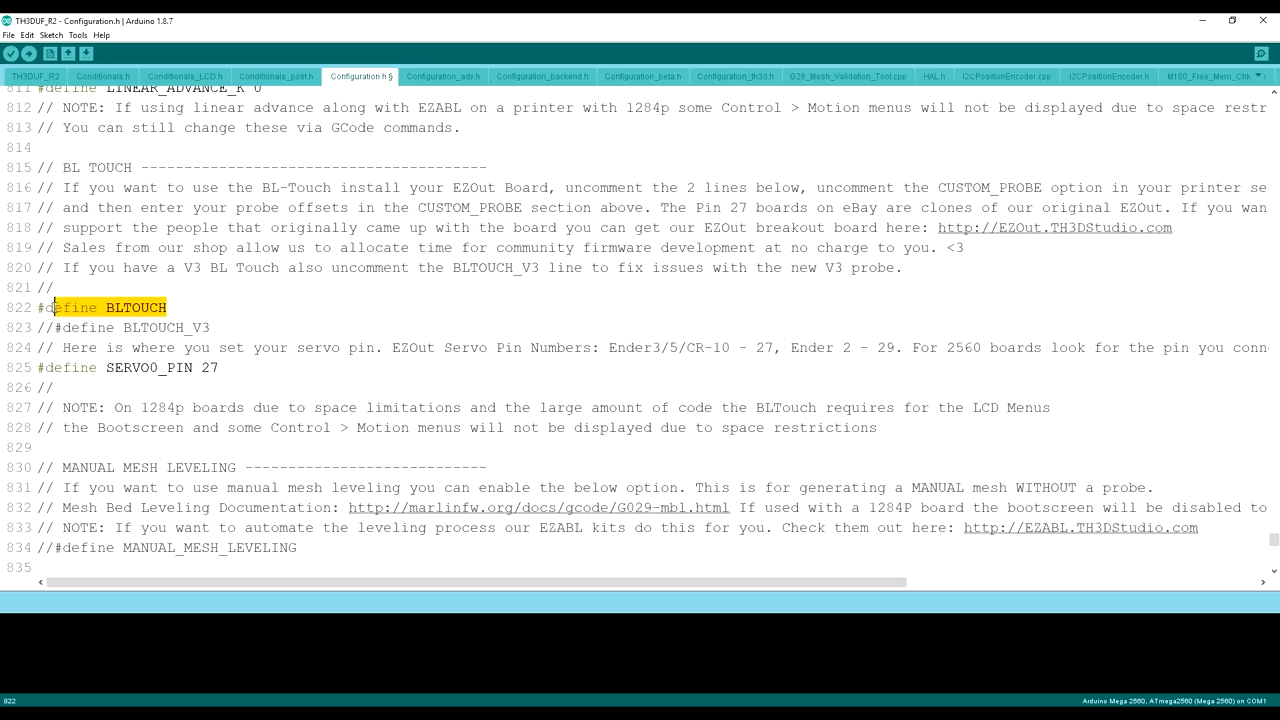 TH3DUF_R2 - Configuration.h | Arduino 1.8.7
File Edit Sketch Tools Help
TH3DUF_R2 Conditionals.h Conditionals_LCD.h Conditionals_post.h Configuration.h § Configuration_adv.h Configuration_backend.h Configuration_beta.h Configuration_th3d.h G26_Mesh_Validation_Tool.cpp HAL.h I2CPositionEncoder.cpp I2CPositionEncoder.h M100_Free_Mem_Chk.
811 #define LINEAR_ADVANCE_K 0
812 // NOTE: If using linear advance along with EZABL on a printer with 1284p some Control > Motion menus will not be displayed due to space restr
813 // You can still change these via GCode commands.
814
815 // BL TOUCH ----------------------------------------
816 // If you want to use the BL-Touch install your EZOut Board, uncomment the 2 lines below, uncomment the CUSTOM_PROBE option in your printer se
817 // and then enter your probe offsets in the CUSTOM_PROBE section above. The Pin 27 boards on eBay are clones of our original EZOut. If you wan
818 // support the people that originally came up with the board you can get our EZOut breakout board here: http://EZOut.TH3DStudio.com
819 // Sales from our shop allow us to allocate time for community firmware development at no charge to you. <3
820 // If you have a V3 BL Touch also uncomment the BLTOUCH_V3 line to fix issues with the new V3 probe.
821 //
822 #define BLTOUCH
823 //#define BLTOUCH_V3
824 // Here is where you set your servo pin. EZOut Servo Pin Numbers: Ender3/5/CR-10 - 27, Ender 2 - 29. For 2560 boards look for the pin you conn
825 #define SERVO0_PIN 27
826 //
827 // NOTE: On 1284p boards due to space limitations and the large amount of code the BLTouch requires for the LCD Menus
828 // the Bootscreen and some Control > Motion menus will not be displayed due to space restrictions
829
830 // MANUAL MESH LEVELING ----------------------------
831 // If you want to use manual mesh leveling you can enable the below option. This is for generating a MANUAL mesh WITHOUT a probe.
832 // Mesh Bed Leveling Documentation: http://marlinfw.org/docs/gcode/G029-mbl.html If used with a 1284P board the bootscreen will be disabled to
833 // NOTE: If you want to automate the leveling process our EZABL kits do this for you. Check them out here: http://EZABL.TH3DStudio.com
834 //#define MANUAL_MESH_LEVELING
835
822 Arduino Mega 2560, ATmega2560 (Mega 2560) on COM1